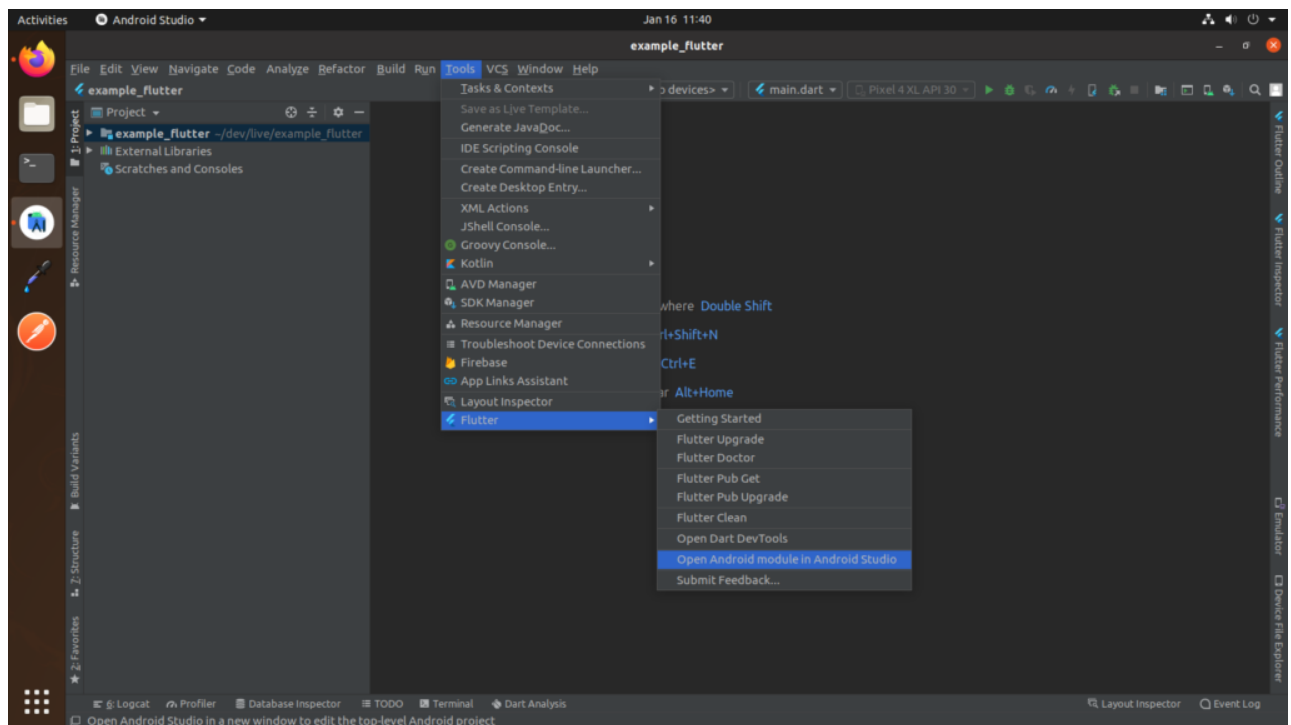 Activities Android Studio Jan 16 11:40
example_flutter
File Edit View Navigate Code Analyze Refactor Build Run Tools VCS Window Help
example_flutter
devices> main.dart Pixel 4 XL API 30
1: Project
Resource Manager
Build Variants
Z: Structure
2: Favorites
Project
example_flutter ~/dev/live/example_flutter
External Libraries
Scratches and Consoles
Tasks & Contexts
Save as Live Template...
Generate JavaDoc...
IDE Scripting Console
Create Command-line Launcher...
Create Desktop Entry...
XML Actions
JShell Console...
Groovy Console...
Kotlin
AVD Manager
SDK Manager
Resource Manager
Troubleshoot Device Connections
Firebase
App Links Assistant
Layout Inspector
Flutter
where Double Shift
rl+Shift+N
Ctrl+E
ar Alt+Home
Getting Started
Flutter Upgrade
Flutter Doctor
Flutter Pub Get
Flutter Pub Upgrade
Flutter Clean
Open Dart DevTools
Open Android module in Android Studio
Submit Feedback...
Flutter Outline
Flutter Inspector
Flutter Performance
Emulator
Device File Explorer
6: Logcat Profiler Database Inspector TODO Terminal Dart Analysis Layout Inspector Event Log
Open Android Studio in a new window to edit the top-level Android project